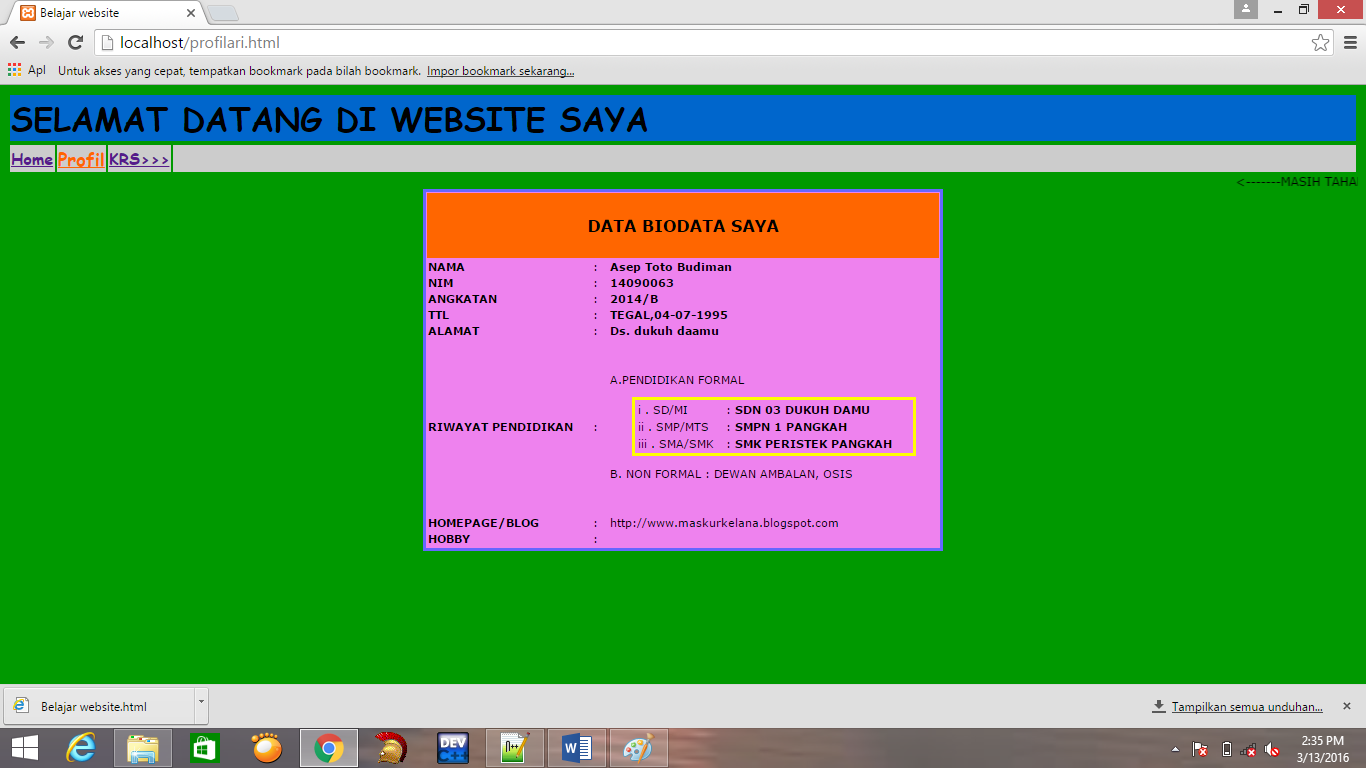 Belajar website
localhost/profilari.html
Apl Untuk akses yang cepat, tempatkan bookmark pada bilah bookmark. Impor bookmark sekarang...
SELAMAT DATANG DI WEBSITE SAYA
Home Profil KRS>>>
<-------MASIH TAHA
DATA BIODATA SAYA
NAMA : Asep Toto Budiman
NIM : 14090063
ANGKATAN : 2014/B
TTL : TEGAL,04-07-1995
ALAMAT : Ds. dukuh daamu
A.PENDIDIKAN FORMAL
i . SD/MI : SDN 03 DUKUH DAMU
RIWAYAT PENDIDIKAN : ii . SMP/MTS : SMPN 1 PANGKAH
iii . SMA/SMK : SMK PERISTEK PANGKAH
B. NON FORMAL : DEWAN AMBALAN, OSIS
HOMEPAGE/BLOG : http://www.maskurkelana.blogspot.com
HOBBY :
Belajar website.html
Tampilkan semua unduhan...
DEV C++
2:35 PM
3/13/2016